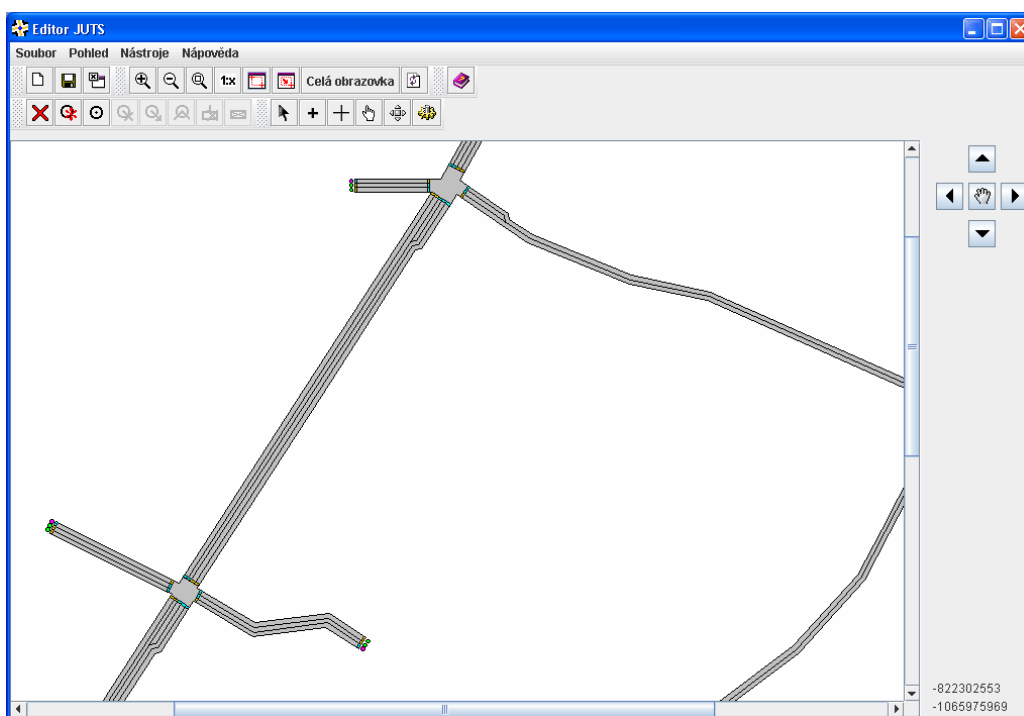 Editor JUTS
Soubor Pohled Nástroje Nápověda
1:x Celá obrazovka
-822302553
-1065975969